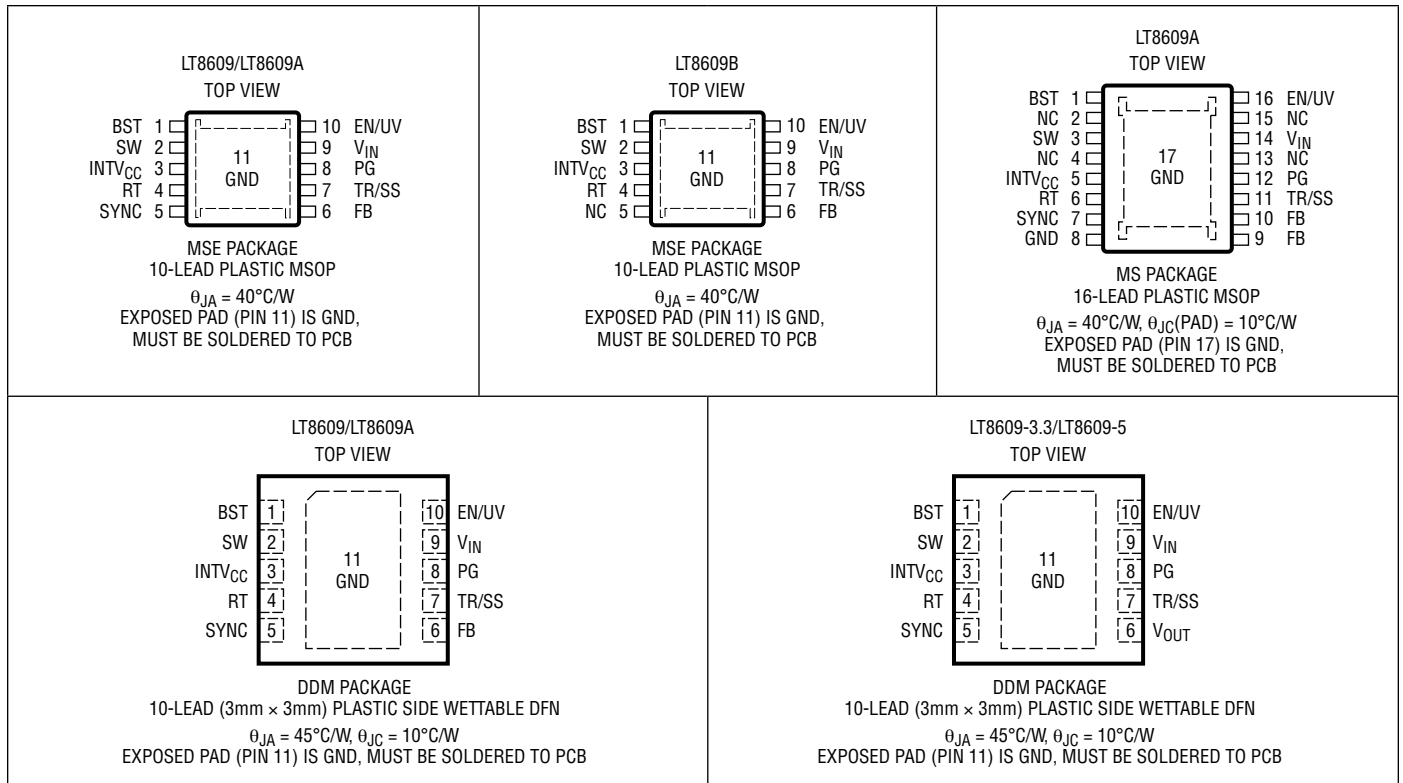 LT8609/LT8609A
TOP VIEW
BST 1 10 EN/UV
SW 2 9 VIN
INTVCC 3 8 PG
RT 4 7 TR/SS
SYNC 5 6 FB
11
GND
MSE PACKAGE
10-LEAD PLASTIC MSOP
θJA = 40°C/W
EXPOSED PAD (PIN 11) IS GND,
MUST BE SOLDERED TO PCB
LT8609B
TOP VIEW
BST 1 10 EN/UV
SW 2 9 VIN
INTVCC 3 8 PG
RT 4 7 TR/SS
NC 5 6 FB
11
GND
MSE PACKAGE
10-LEAD PLASTIC MSOP
θJA = 40°C/W
EXPOSED PAD (PIN 11) IS GND,
MUST BE SOLDERED TO PCB
LT8609A
TOP VIEW
BST 1 16 EN/UV
NC 2 15 NC
SW 3 14 VIN
NC 4 13 NC
INTVCC 5 12 PG
RT 6 11 TR/SS
SYNC 7 10 FB
GND 8 9 FB
17
GND
MS PACKAGE
16-LEAD PLASTIC MSOP
θJA = 40°C/W, θJC(PAD) = 10°C/W
EXPOSED PAD (PIN 17) IS GND,
MUST BE SOLDERED TO PCB
LT8609/LT8609A
TOP VIEW
BST 1 10 EN/UV
SW 2 9 VIN
INTVCC 3 8 PG
RT 4 7 TR/SS
SYNC 5 6 FB
11
GND
DDM PACKAGE
10-LEAD (3mm × 3mm) PLASTIC SIDE WETTABLE DFN
θJA = 45°C/W, θJC = 10°C/W
EXPOSED PAD (PIN 11) IS GND, MUST BE SOLDERED TO PCB
LT8609-3.3/LT8609-5
TOP VIEW
BST 1 10 EN/UV
SW 2 9 VIN
INTVCC 3 8 PG
RT 4 7 TR/SS
SYNC 5 6 VOUT
11
GND
DDM PACKAGE
10-LEAD (3mm × 3mm) PLASTIC SIDE WETTABLE DFN
θJA = 45°C/W, θJC = 10°C/W
EXPOSED PAD (PIN 11) IS GND, MUST BE SOLDERED TO PCB